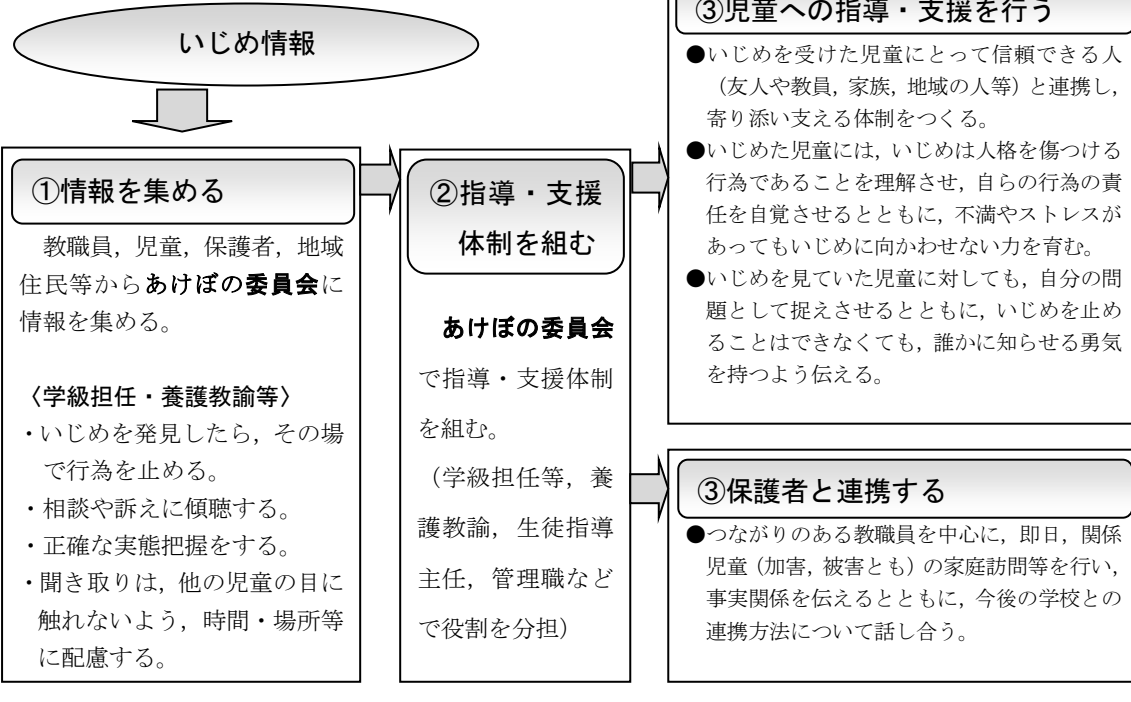 いじめ情報
①情報を集める
教職員，児童，保護者，地域
住民等からあけぼの委員会に
情報を集める。
〈学級担任・養護教諭等〉
・いじめを発見したら，その場
で行為を止める。
・相談や訴えに傾聴する。
・正確な実態把握をする。
・聞き取りは，他の児童の目に
触れないよう，時間・場所等
に配慮する。
②指導・支援
体制を組む
あけぼの委員会
で指導・支援体制
を組む。
（学級担任等，養
護教諭，生徒指導
主任，管理職など
で役割を分担）
③児童への指導・支援を行う
●いじめを受けた児童にとって信頼できる人
（友人や教員，家族，地域の人等）と連携し，
寄り添い支える体制をつくる。
●いじめた児童には，いじめは人格を傷つける
行為であることを理解させ，自らの行為の責
任を自覚させるとともに，不満やストレスが
あってもいじめに向かわせない力を育む。
●いじめを見ていた児童に対しても，自分の問
題として捉えさせるとともに，いじめを止め
ることはできなくても，誰かに知らせる勇気
を持つよう伝える。
③保護者と連携する
●つながりのある教職員を中心に，即日，関係
児童（加害，被害とも）の家庭訪問等を行い，
事実関係を伝えるとともに，今後の学校との
連携方法について話し合う。